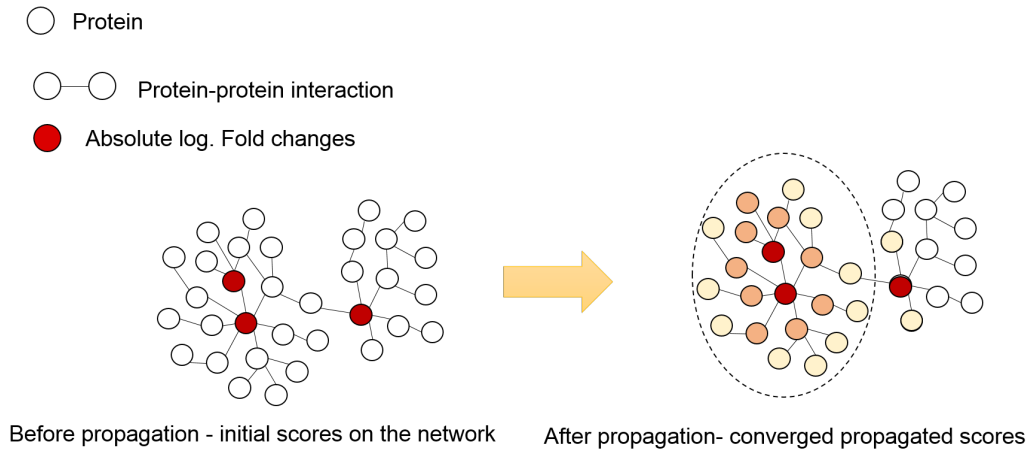 Protein
Protein-protein interaction
Absolute log. Fold changes
Before propagation - initial scores on the network
After propagation- converged propagated scores